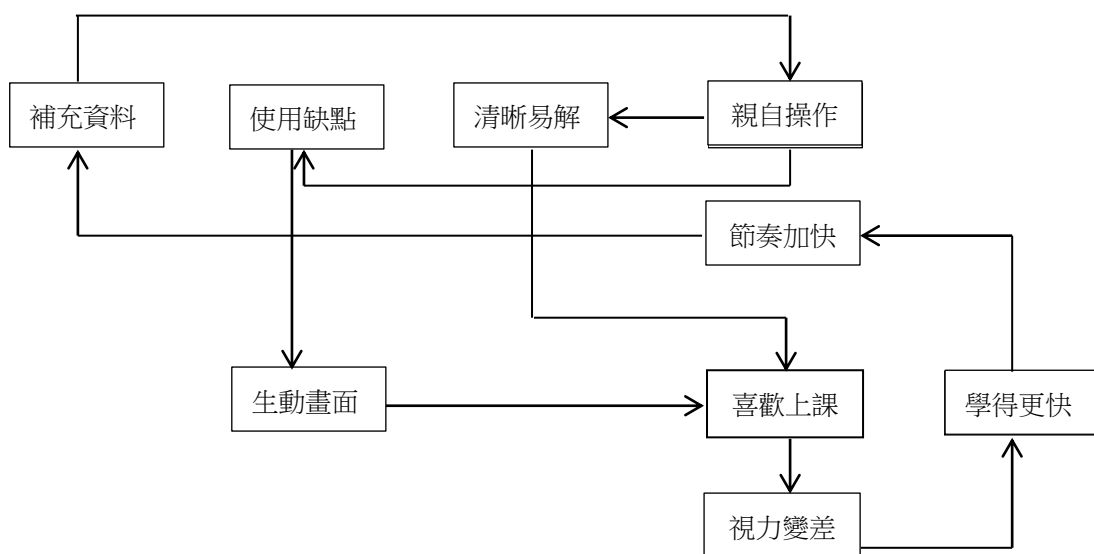 補充資料
使用缺點
清晰易解
親自操作
節奏加快
生動畫面
喜歡上課
學得更快
視力變差